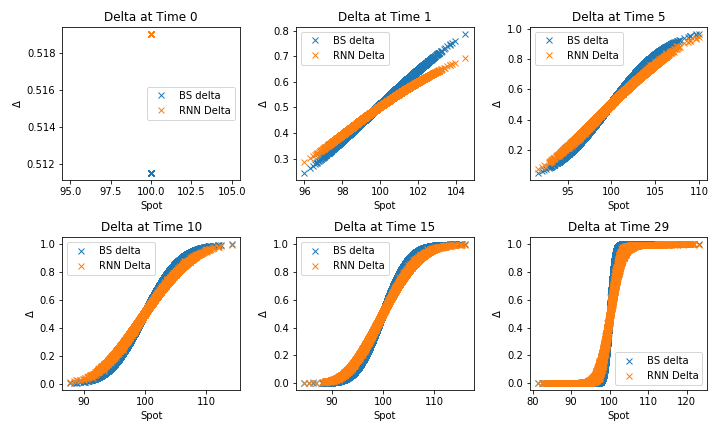 Delta at Time 0
0.518
0.516
0.514
0.512
Δ
BS delta
RNN Delta
95.0 97.5 100.0 102.5 105.0
Spot
Delta at Time 1
0.8
0.7
0.6
0.5
0.4
0.3
Δ
BS delta
RNN Delta
96 98 100 102 104
Spot
Delta at Time 5
1.0
0.8
0.6
0.4
0.2
Δ
BS delta
RNN Delta
95 100 105 110
Spot
Delta at Time 10
1.0
0.8
0.6
0.4
0.2
0.0
Δ
BS delta
RNN Delta
90 100 110
Spot
Delta at Time 15
1.0
0.8
0.6
0.4
0.2
0.0
Δ
BS delta
RNN Delta
90 100 110
Spot
Delta at Time 29
1.0
0.8
0.6
0.4
0.2
0.0
Δ
BS delta
RNN Delta
80 90 100 110 120
Spot